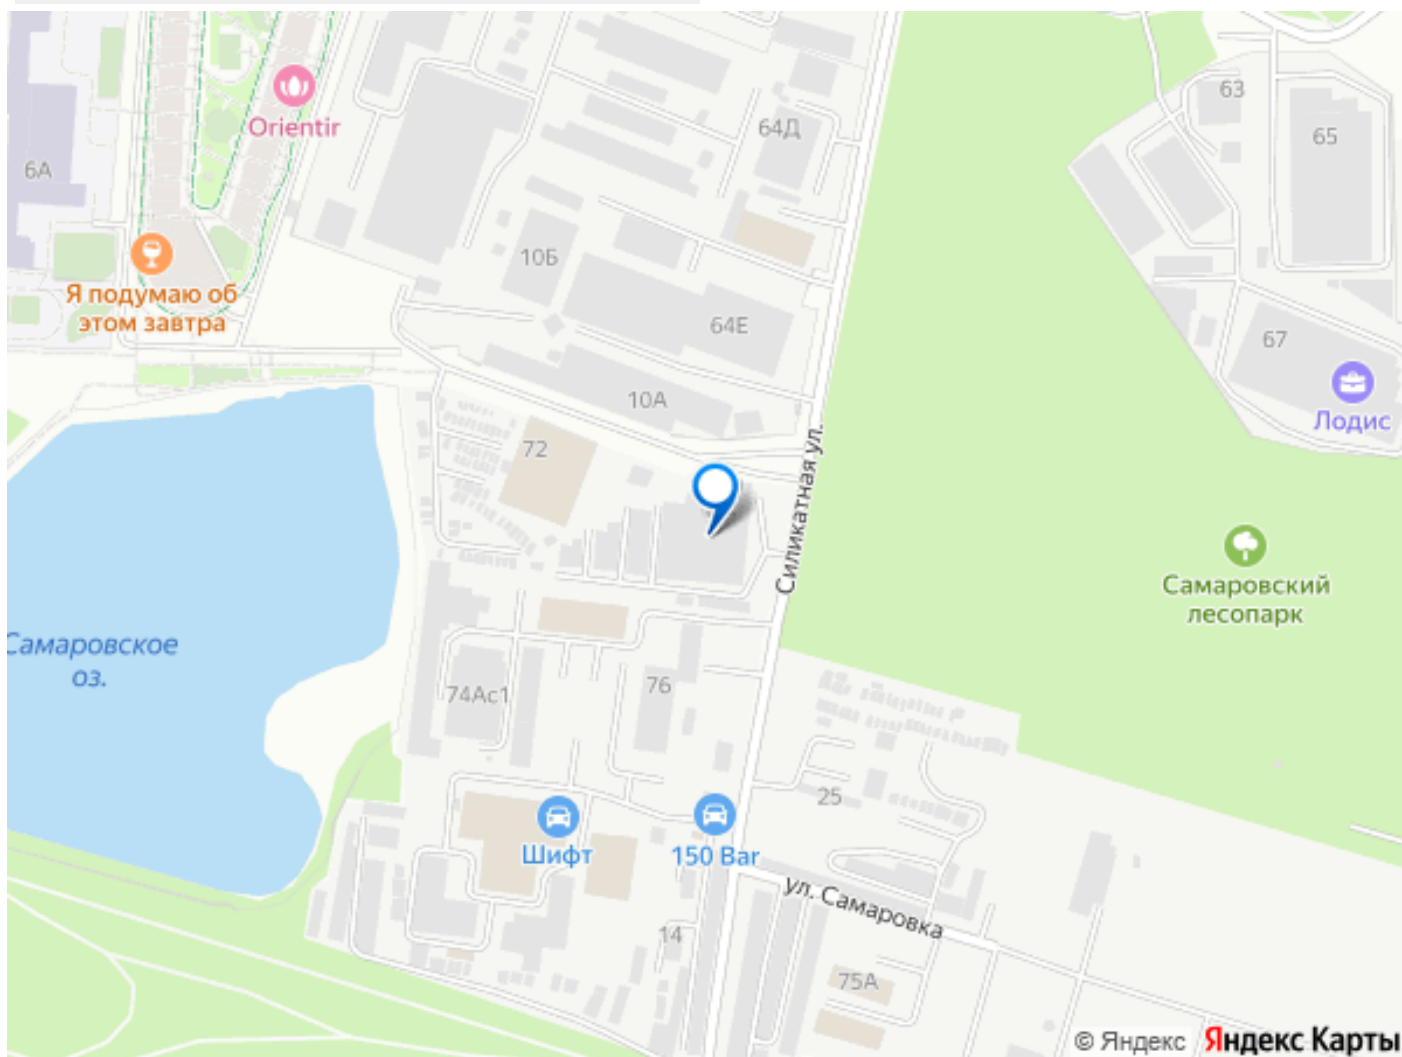 63
65
64Д
Orientir
6А
10Б
Я подумаю об
этом завтра
64Е
67
Лодис
10А
72
Силикатная ул.
Самаровский
лесопарк
Самаровское
оз.
74Ас1
76
25
Шифт
150 Bar
ул. Самаровка
14
75А
© Яндекс Яндекс Карты